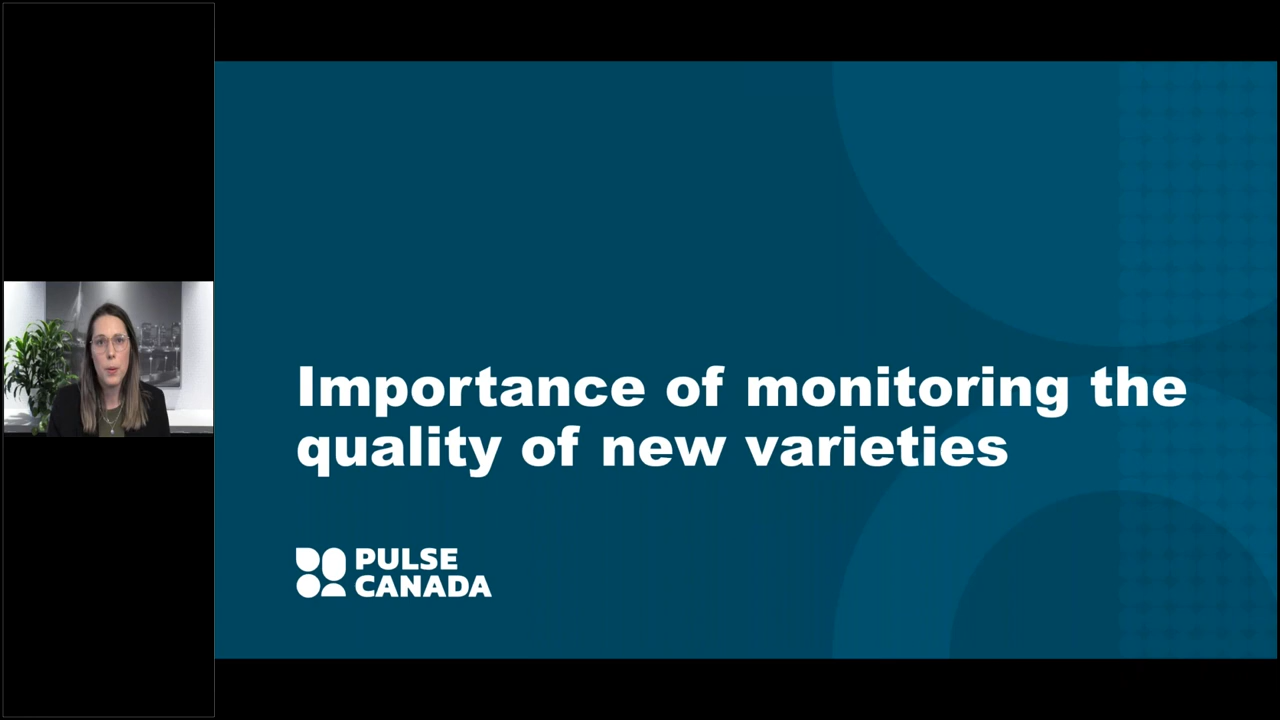 Importance of monitoring the
quality of new varieties
PULSE
CANADA